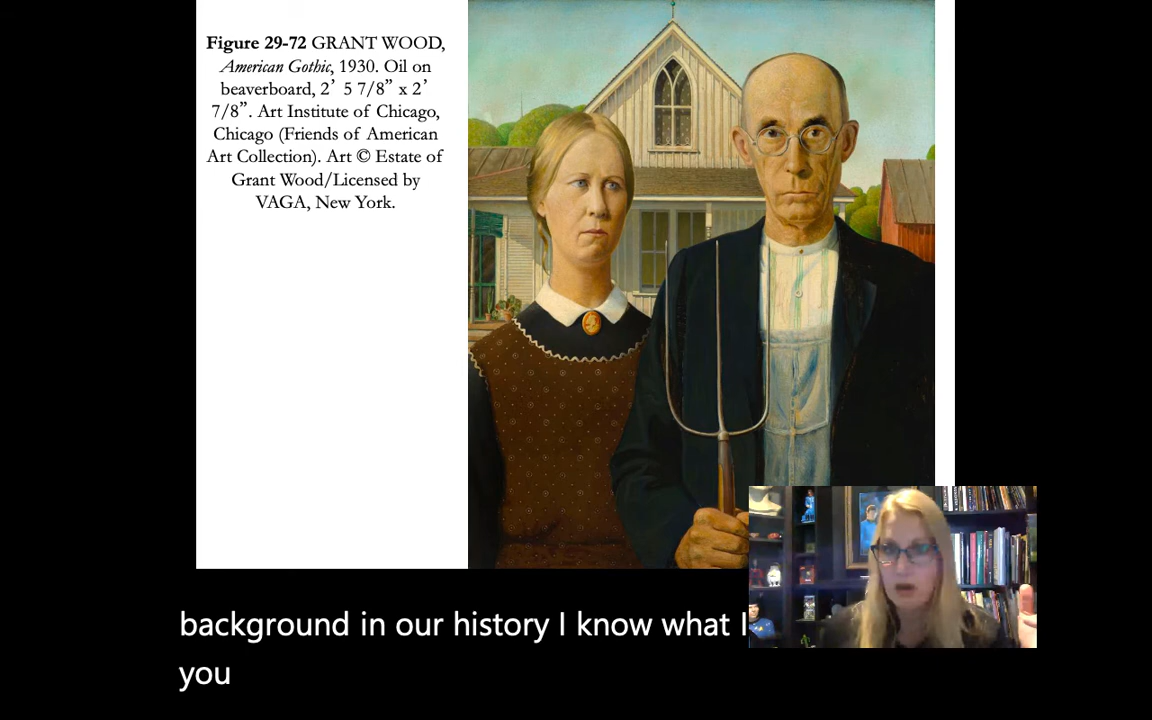 Figure 29-72 GRANT WOOD,
American Gothic, 1930. Oil on
beaverboard, 2’ 5 7/8” x 2’
7/8”. Art Institute of Chicago,
Chicago (Friends of American
Art Collection). Art © Estate of
Grant Wood/Licensed by
VAGA, New York.
background in our history I know what I
you